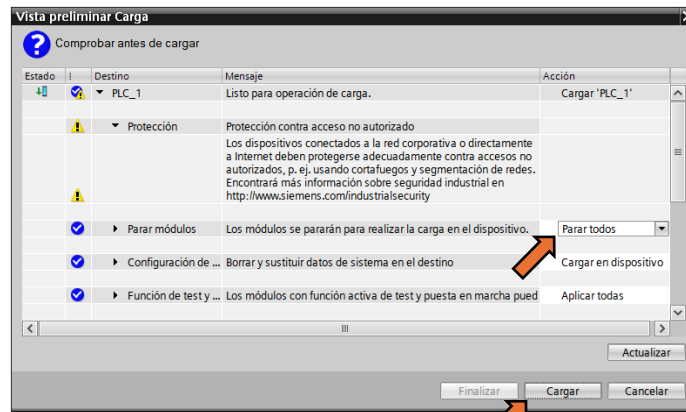 Vista preliminar Carga
Comprobar antes de cargar
Estado ! Destino Mensaje Acción
PLC_1 Listo para operación de carga. Cargar 'PLC_1'
Protección Protección contra acceso no autorizado
Los dispositivos conectados a la red corporativa o directamente
a Internet deben protegerse adecuadamente contra accesos no
autorizados, p. ej. usando cortafuegos y segmentación de redes.
Encontrará más información sobre seguridad industrial en
http://www.siemens.com/industrialsecurity
Parar módulos Los módulos se pararán para realizar la carga en el dispositivo. Parar todos
Configuración de ... Borrar y sustituir datos de sistema en el destino Cargar en dispositivo
Función de test y ... Los módulos con función activa de test y puesta en marcha pued Aplicar todas
Actualizar
Finalizar Cargar Cancelar